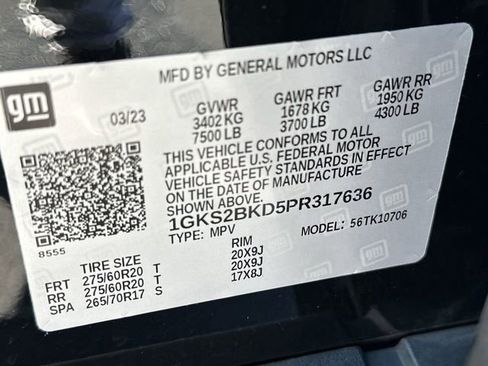 MFD BY GENERAL MOTORS LLC
gm
03/23
GVWR
3402 KG
7500 LB
GAWR FRT
1678 KG
3700 LB
GAWR RR
1950 KG
4300 LB
THIS VEHICLE CONFORMS TO ALL
APPLICABLE U.S. FEDERAL MOTOR
VEHICLE SAFETY STANDARDS IN EFFECT
ON THE DATE OF MANUFACTURE
SHOWN ABOVE.
1GKS2BKD5PR317636
TYPE: MPV
MODEL: 56TK10706
8555
TIRE SIZE
RIM
FRT 275/60R20 T 20X9J
RR 275/60R20 T 20X9J
SPA 265/70R17 S 17X8J